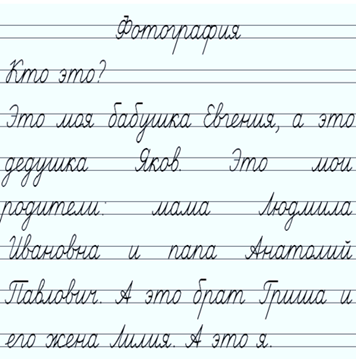 Фотография
Кто это?
Это моя бабушка Евгения, а это
дедушка Яков. Это мои
родители: мама Людмила
Ивановна и папа Анатолий
Павлович. А это брат Гриша и
его жена Лилия. А это я.